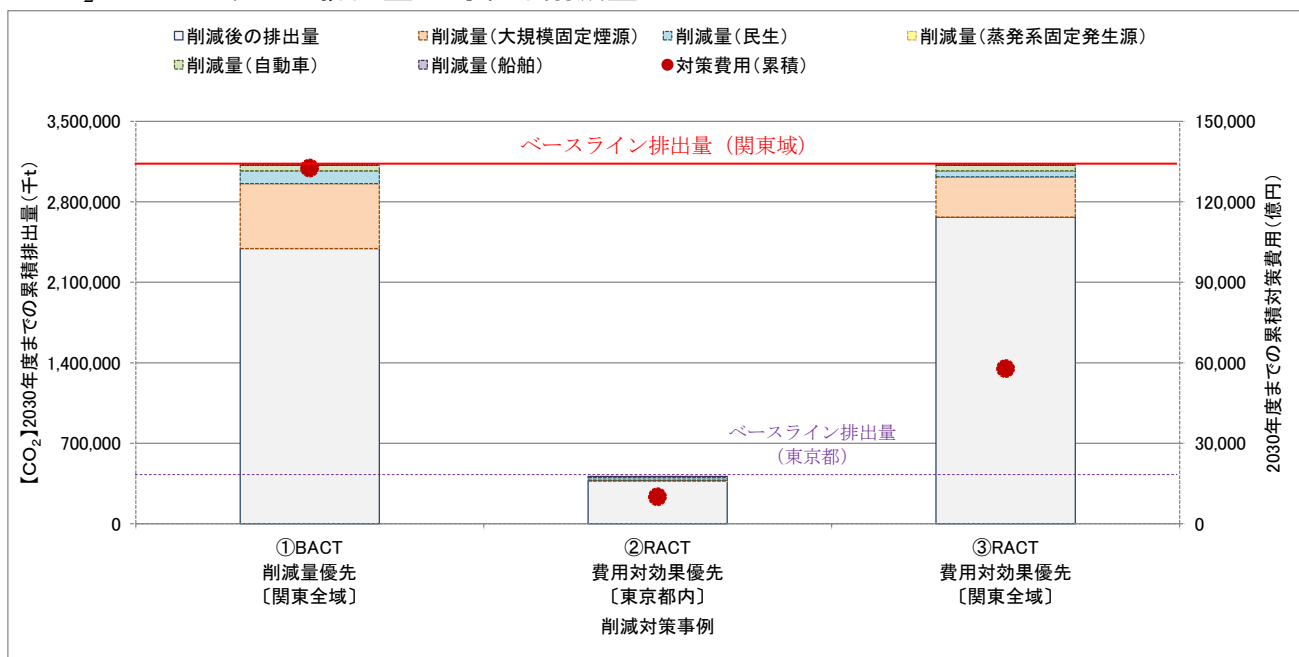 削減後の排出量
削減量(大規模固定煙源)
削減量(民生)
削減量(蒸発系固定発生源)
削減量(自動車)
削減量(船舶)
対策費用(累積)
3,500,000
2,800,000
2,100,000
1,400,000
700,000
0
【CO₂】2030年度までの累積排出量(千t)
ベースライン排出量（関東域）
ベースライン排出量
（東京都）
150,000
120,000
90,000
60,000
30,000
0
2030年度までの累積対策費用(億円)
①BACT
削減量優先
〔関東全域〕
②RACT
費用対効果優先
〔東京都内〕
③RACT
費用対効果優先
〔関東全域〕
削減対策事例